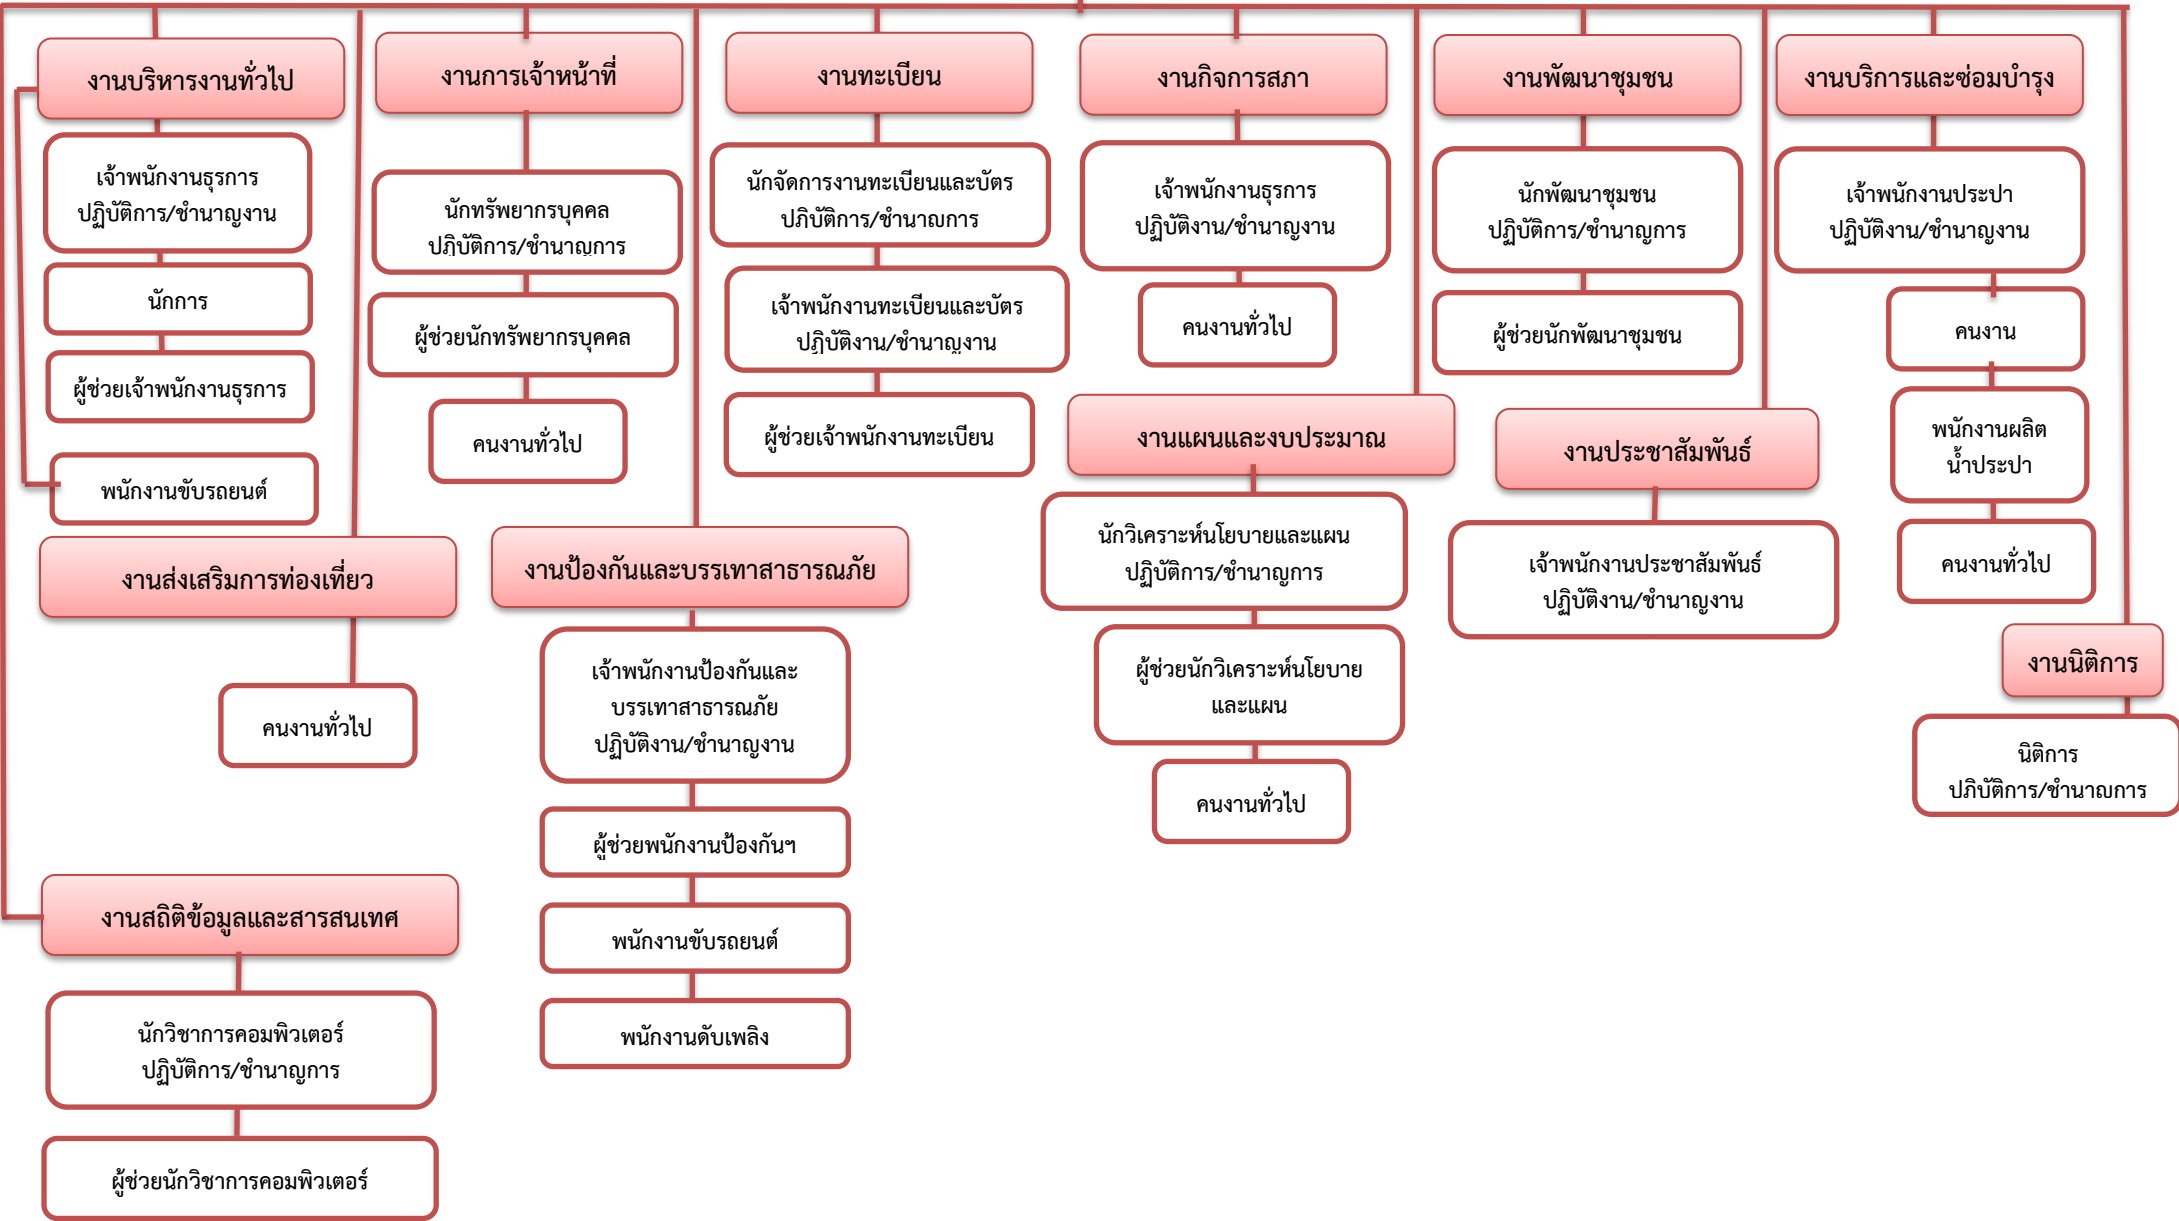 งานบริหารงานทั่วไป
เจ้าพนักงานธุรการ
ปฏิบัติการ/ชำนาญงาน
นักการ
ผู้ช่วยเจ้าพนักงานธุรการ
พนักงานขับรถยนต์
งานการเจ้าหน้าที่
นักทรัพยากรบุคคล
ปฏิบัติการ/ชำนาญการ
ผู้ช่วยนักทรัพยากรบุคคล
คนงานทั่วไป
งานทะเบียน
นักจัดการงานทะเบียนและบัตร
ปฏิบัติการ/ชำนาญการ
เจ้าพนักงานทะเบียนและบัตร
ปฏิบัติงาน/ชำนาญงาน
ผู้ช่วยเจ้าพนักงานทะเบียน
งานกิจการสภา
เจ้าพนักงานธุรการ
ปฏิบัติงาน/ชำนาญงาน
คนงานทั่วไป
งานพัฒนาชุมชน
นักพัฒนาชุมชน
ปฏิบัติการ/ชำนาญการ
ผู้ช่วยนักพัฒนาชุมชน
งานบริการและซ่อมบำรุง
เจ้าพนักงานประปา
ปฏิบัติงาน/ชำนาญงาน
คนงาน
พนักงานผลิต
น้ำประปา
คนงานทั่วไป
งานส่งเสริมการท่องเที่ยว
คนงานทั่วไป
งานป้องกันและบรรเทาสาธารณภัย
เจ้าพนักงานป้องกันและ
บรรเทาสาธารณภัย
ปฏิบัติงาน/ชำนาญงาน
ผู้ช่วยพนักงานป้องกันฯ
พนักงานขับรถยนต์
พนักงานดับเพลิง
งานแผนและงบประมาณ
นักวิเคราะห์นโยบายและแผน
ปฏิบัติการ/ชำนาญการ
ผู้ช่วยนักวิเคราะห์นโยบาย
และแผน
คนงานทั่วไป
งานประชาสัมพันธ์
เจ้าพนักงานประชาสัมพันธ์
ปฏิบัติงาน/ชำนาญงาน
งานนิติการ
นิติการ
ปฏิบัติการ/ชำนาญการ
งานสถิติข้อมูลและสารสนเทศ
นักวิชาการคอมพิวเตอร์
ปฏิบัติการ/ชำนาญการ
ผู้ช่วยนักวิชาการคอมพิวเตอร์